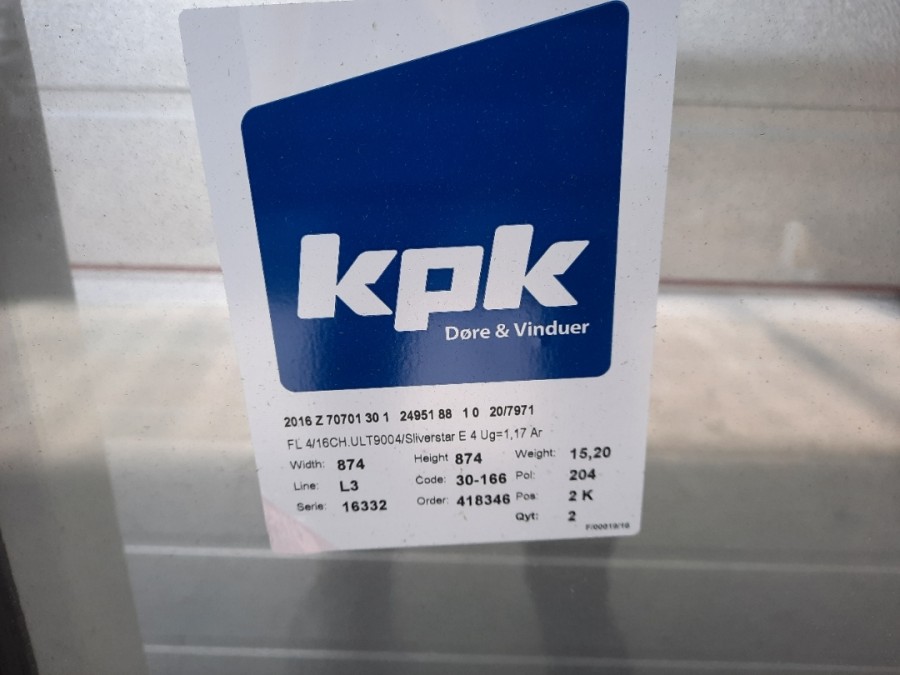 kpk
Døre & Vinduer
2016 Z 70701 30 1 24951 88 1 0 20/7971
FL 4/16CH.ULT9004/Sliverstar E 4 Ug=1,17 Ar
Width: 874 Height 874 Weight: 15,20
Line: L3 Code: 30-166 Pol: 204
Serie: 16332 Order: 418346 Pos: 2 K
Qyt: 2
F/00019/16